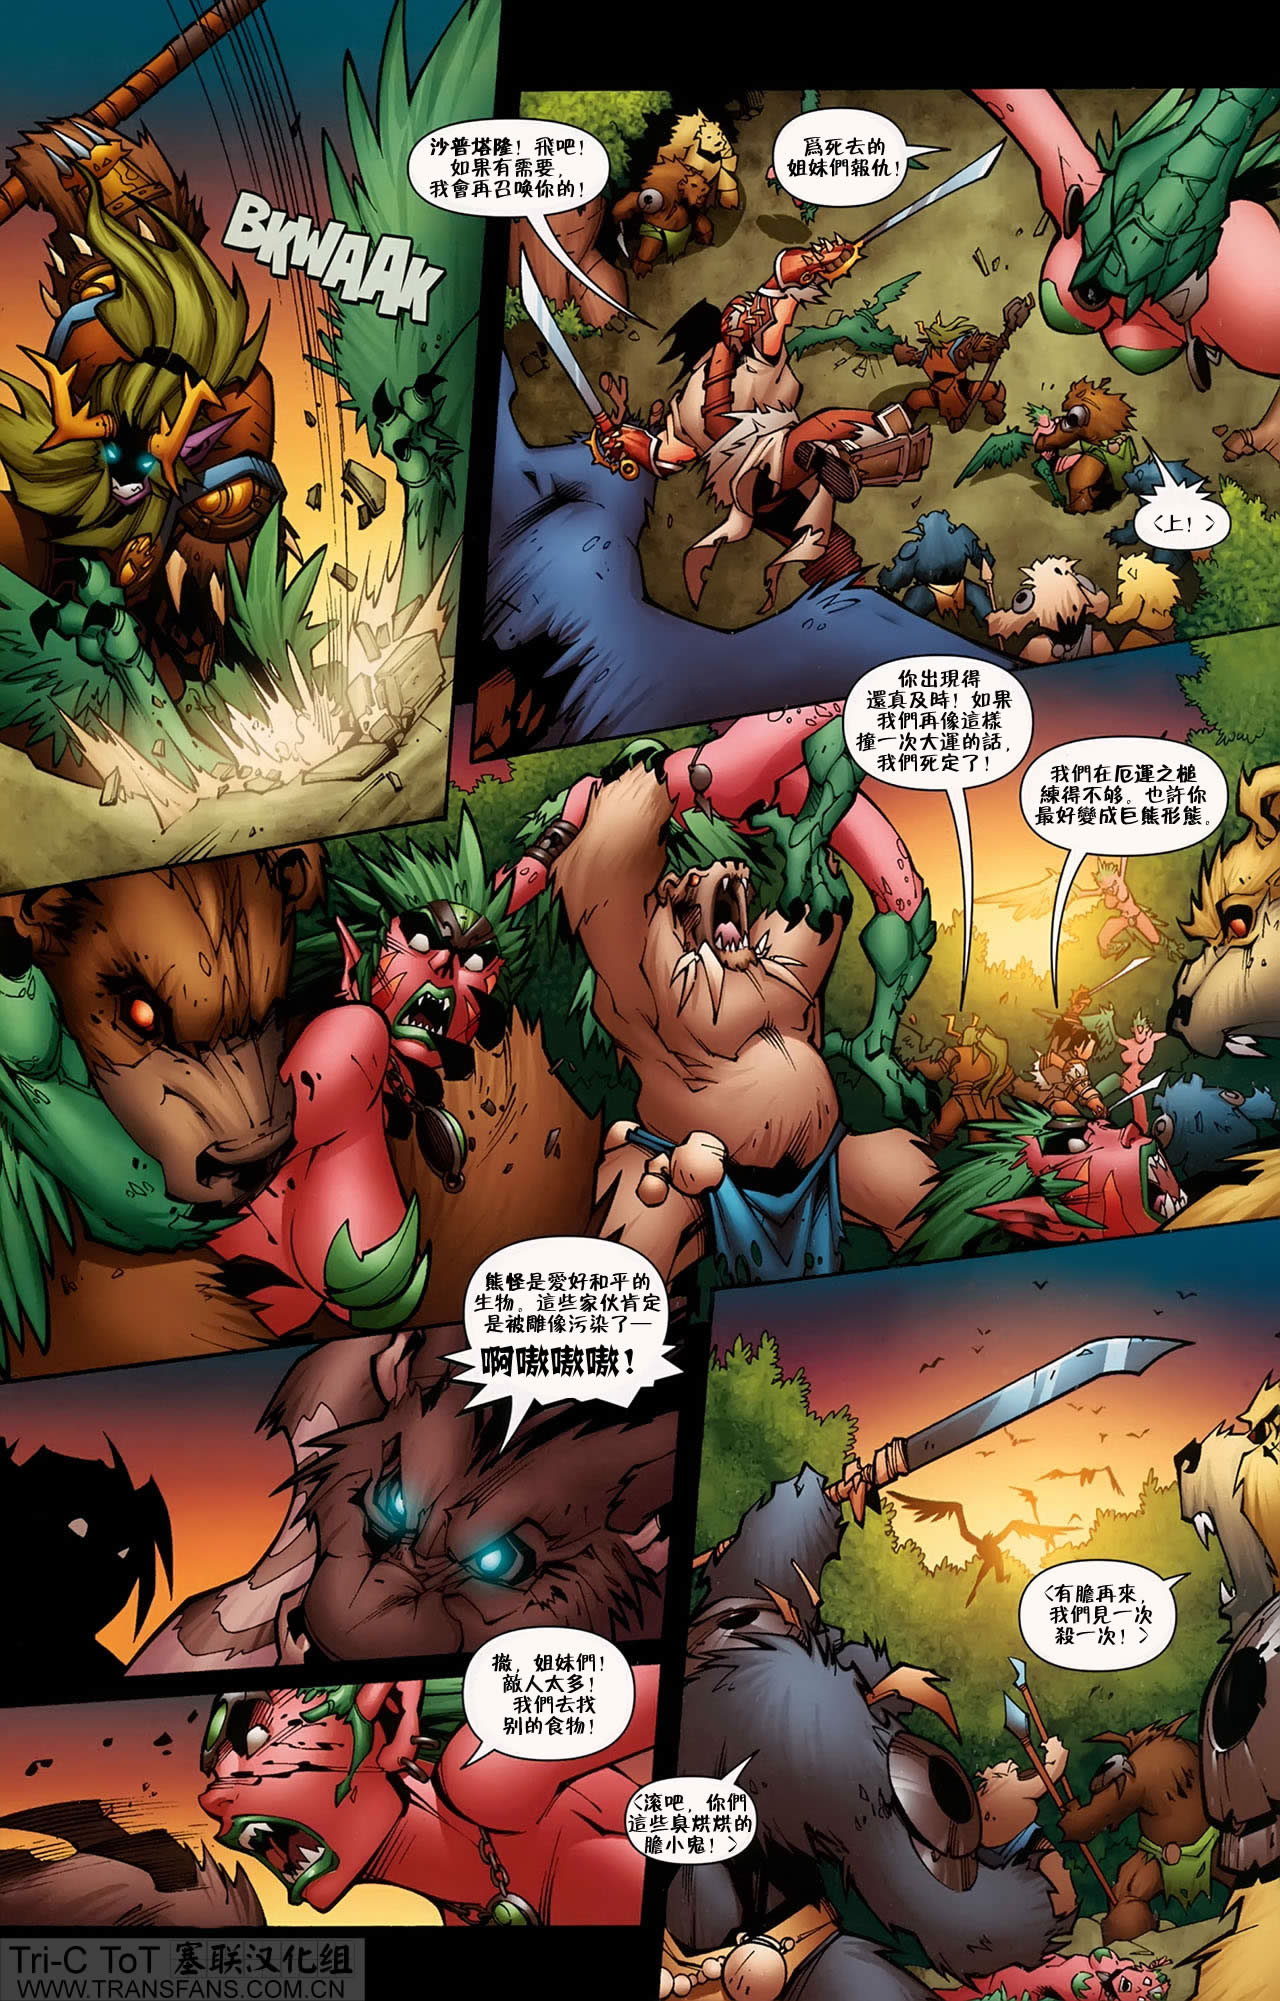 BKWAAAK
沙普塔隆！飛吧！
如果有需要，
我會再召喚你的！
爲死去的
姐妹們報仇！
<上！>
你出現得
還真及時！如果
我們再像這樣
撞一次大運的話，
我們死定了！
我們在厄運之槌
練得不够。也許你
最好變成巨熊形態。
熊怪是愛好和平的
生物。這些家伙肯定
是被雕像污染了—
啊嗷嗷嗷！
撤，姐妹們！
敵人太多！
我們去找
别的食物！
<有膽再來，
我們見一次
殺一次！>
<滚吧，你們
這些臭烘烘的
膽小鬼！>
Tri-C ToT 塞联汉化组
WWW.TRANSFANS.COM.CN